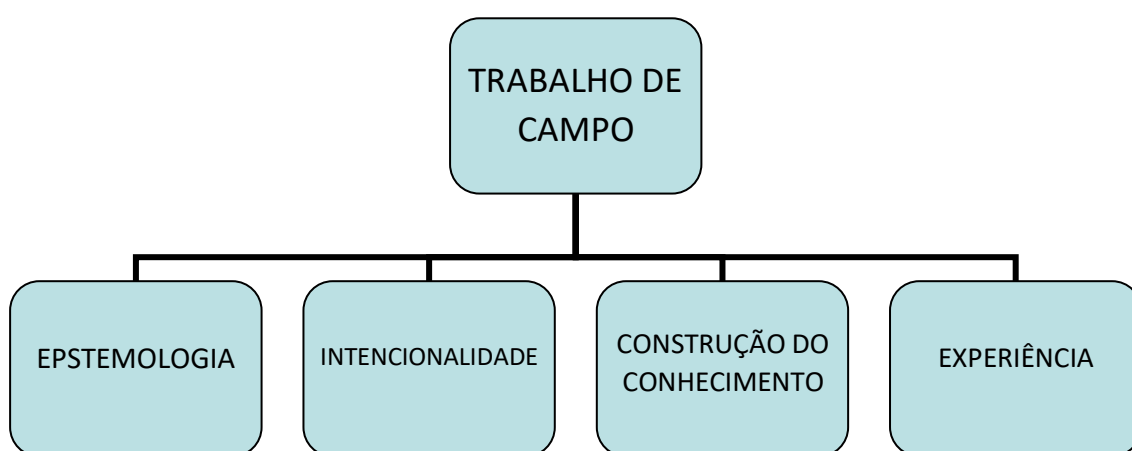 TRABALHO DE
CAMPO
EPSTEMOLOGIA
INTENCIONALIDADE
CONSTRUÇÃO DO
CONHECIMENTO
EXPERIÊNCIA